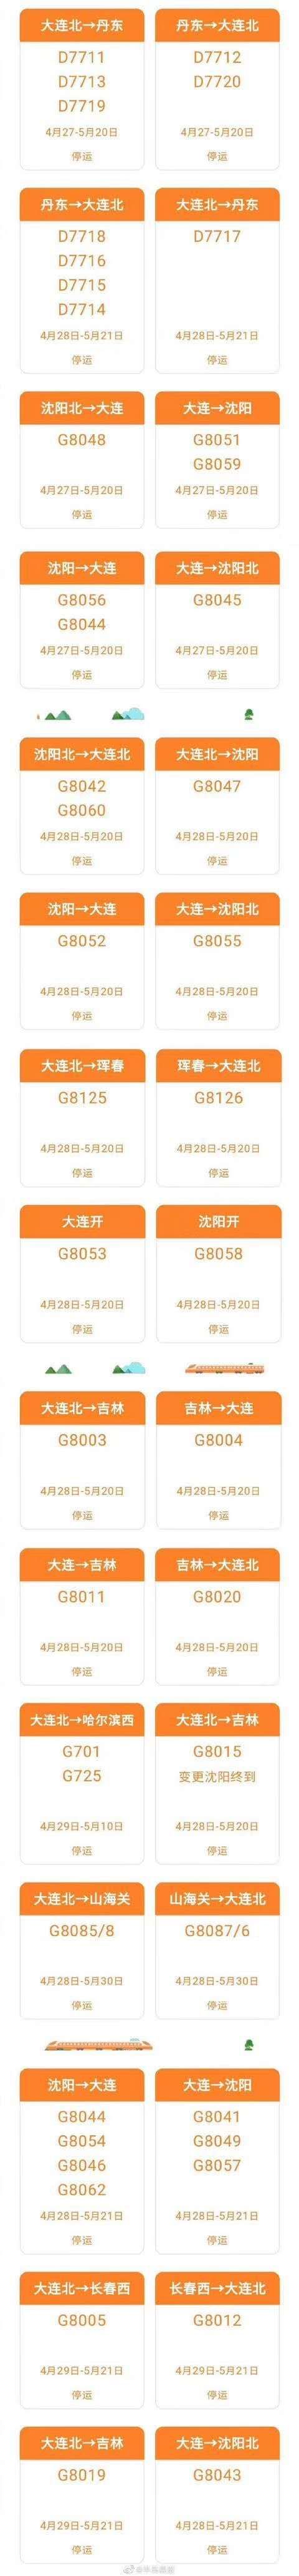 大连北→丹东
D7711
D7713
D7719
4月27-5月20日
停运
丹东→大连北
D7712
D7720
4月27-5月20日
停运
丹东→大连北
D7718
D7716
D7715
D7714
4月28日-5月21日
停运
大连北→丹东
D7717
4月28日-5月21日
停运
沈阳北→大连
G8048
4月27日-5月20日
停运
大连→沈阳
G8051
G8059
4月27日-5月20日
停运
沈阳→大连
G8056
G8044
4月27日-5月20日
停运
大连→沈阳北
G8045
4月27日-5月20日
停运
沈阳北→大连北
G8042
G8060
4月28日-5月20日
停运
大连→沈阳
G8047
4月28日-5月20日
停运
沈阳→大连
G8052
4月28日-5月20日
停运
大连→沈阳北
G8055
4月28日-5月20日
停运
大连北→珲春
G8125
4月28日-5月20日
停运
珲春→大连北
G8126
4月28日-5月20日
停运
大连开
G8053
4月28日-5月20日
停运
沈阳开
G8058
4月28日-5月20日
停运
大连北→吉林
G8003
4月28日-5月20日
停运
吉林→大连
G8004
4月28日-5月20日
停运
大连→吉林
G8011
4月28日-5月20日
停运
吉林→大连北
G8020
4月28日-5月20日
停运
大连北→哈尔滨西
G701
G725
4月29日-5月10日
停运
大连北→吉林
G8015
变更沈阳终到
4月28日-5月20日
停运
大连北→山海关
G8085/8
4月28日-5月30日
停运
山海关→大连北
G8087/6
4月28日-5月30日
停运
沈阳→大连
G8044
G8054
G8046
G8062
4月28日-5月21日
停运
大连→沈阳
G8041
G8049
G8057
4月28日-5月21日
停运
大连北→长春西
G8005
4月29日-5月21日
停运
长春西→大连北
G8012
4月29日-5月21日
停运
大连北→吉林
G8019
4月29日-5月21日
停运
大连→沈阳北
G8043
4月28日-5月21日
停运